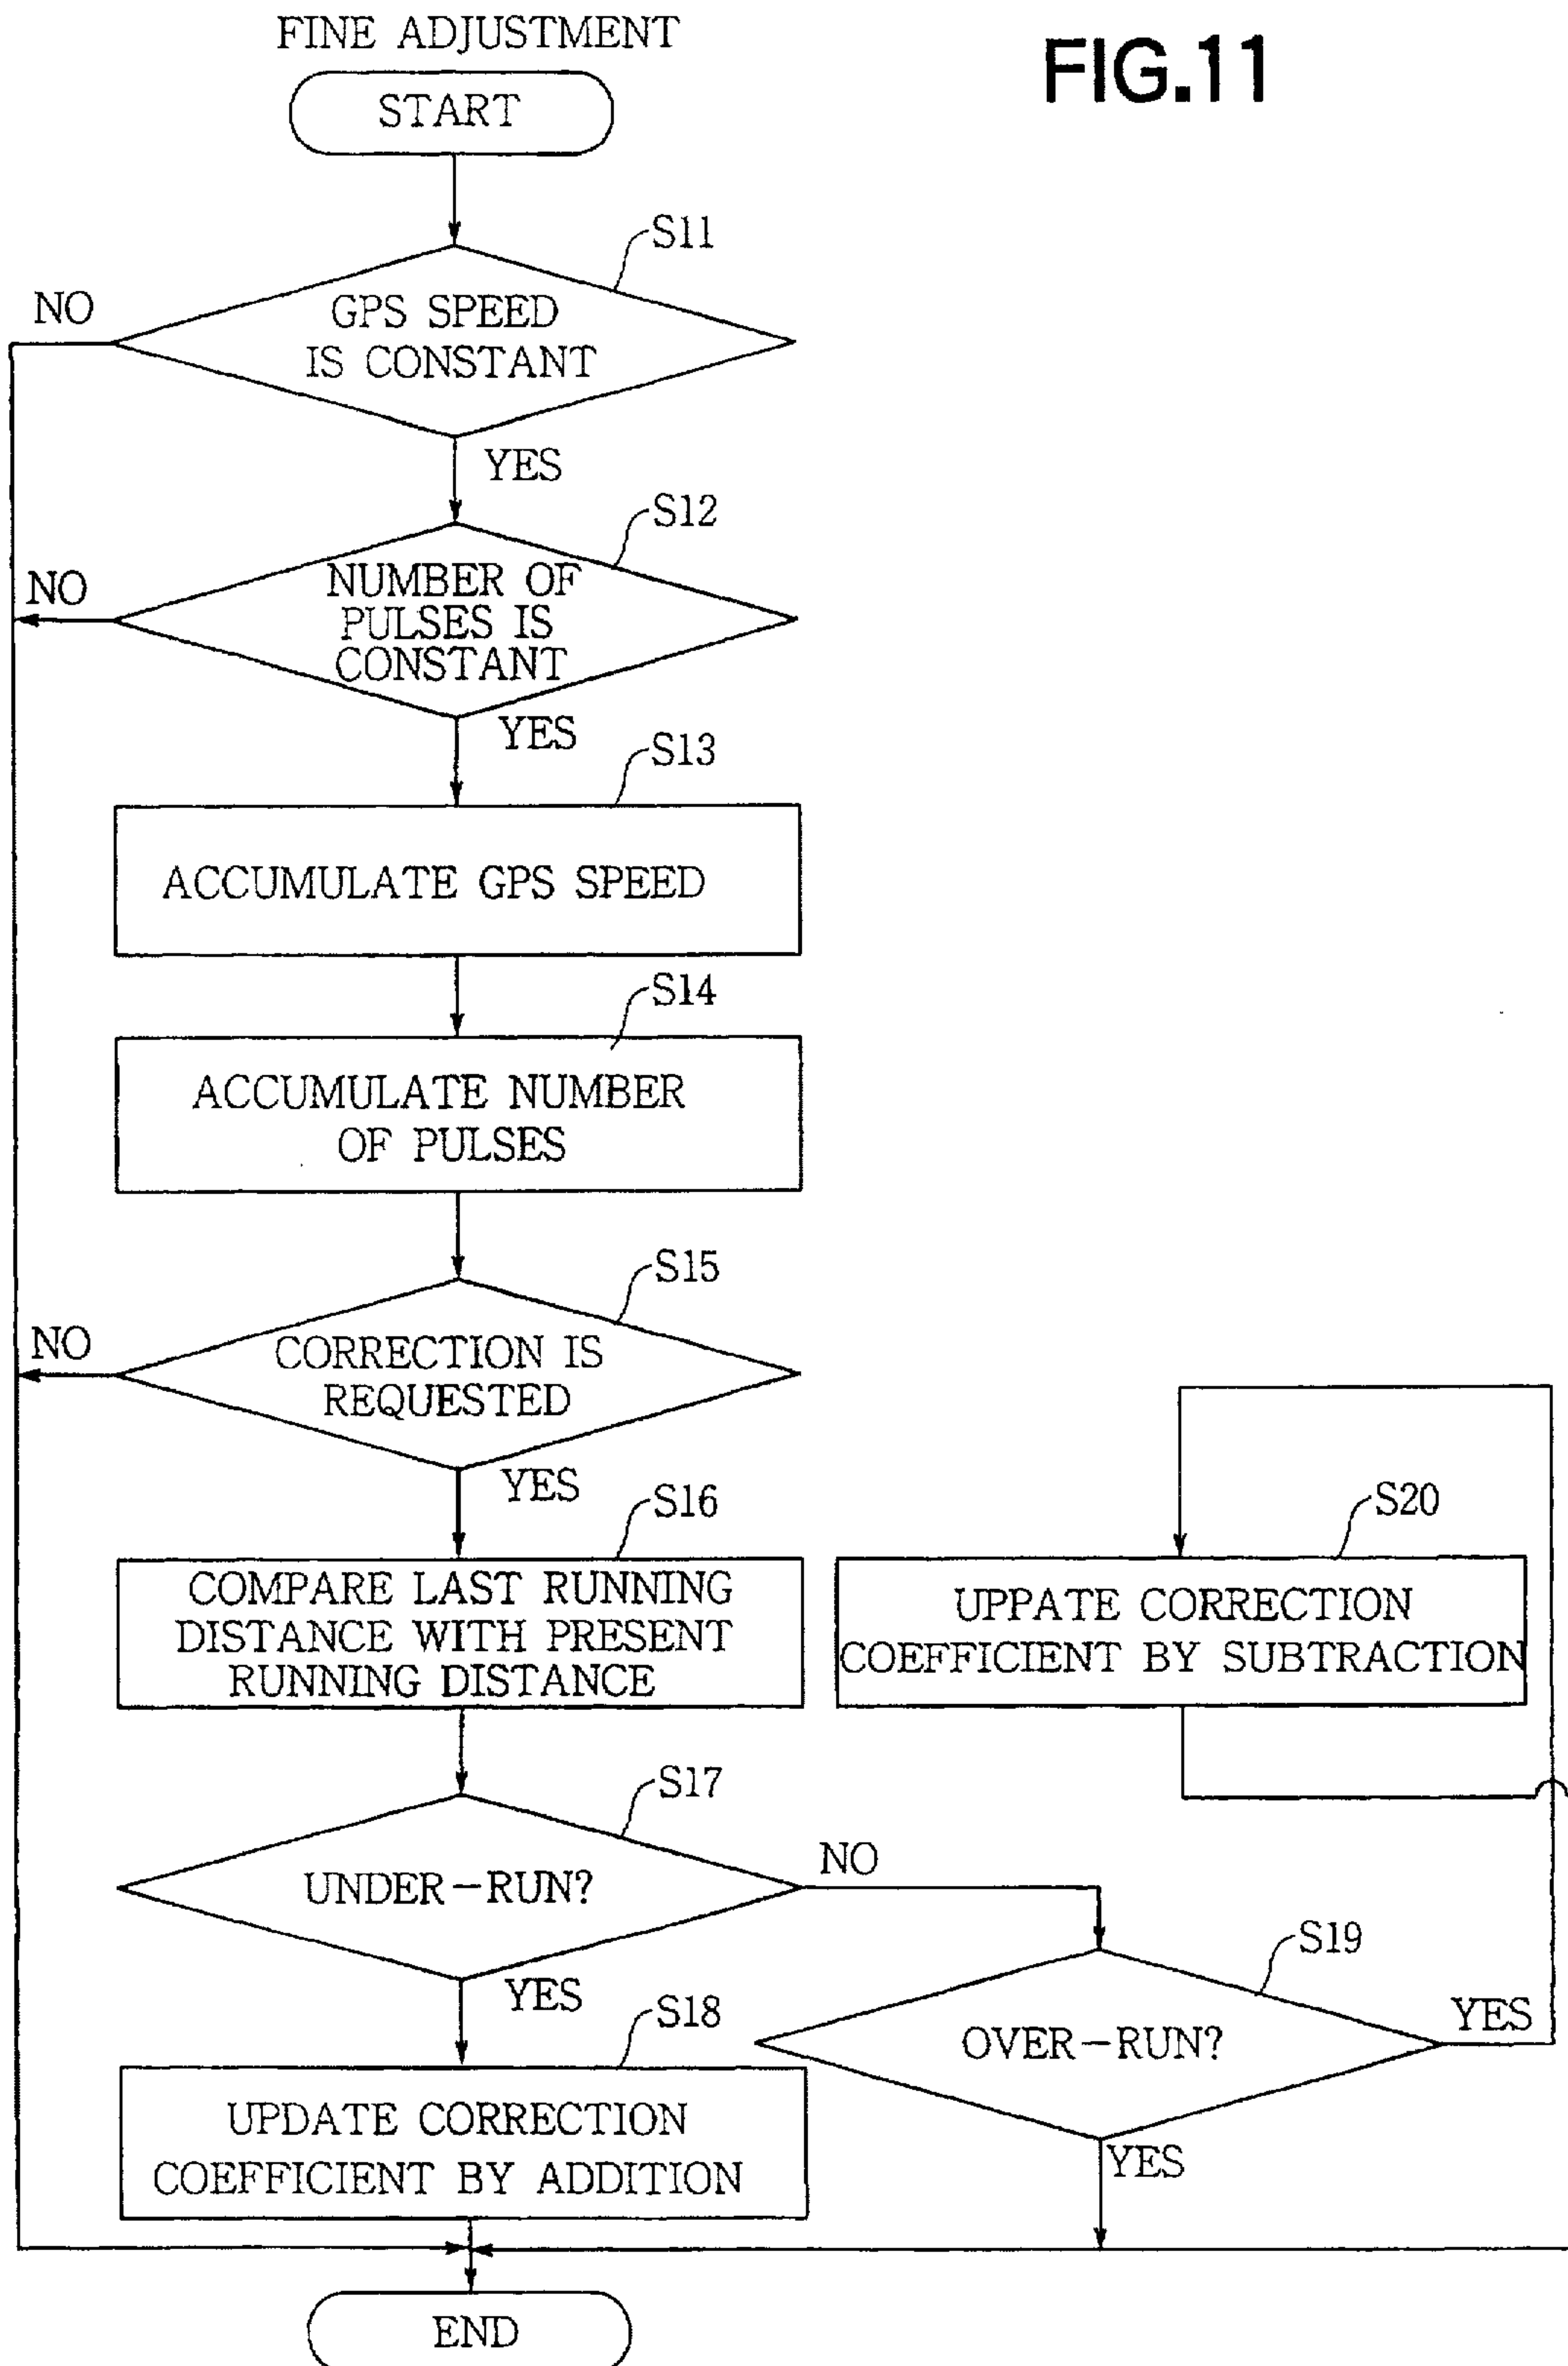 FINE ADJUSTMENT
FIG.11
START
S11
NO
GPS SPEED
IS CONSTANT
YES
S12
NO
NUMBER OF
PULSES IS
CONSTANT
YES
S13
ACCUMULATE GPS SPEED
S14
ACCUMULATE NUMBER
OF PULSES
S15
NO
CORRECTION IS
REQUESTED
YES
S16
COMPARE LAST RUNNING
DISTANCE WITH PRESENT
RUNNING DISTANCE
S20
UPPATE CORRECTION
COEFFICIENT BY SUBTRACTION
S17
UNDER-RUN?
NO
YES
S19
OVER-RUN?
YES
YES
S18
UPDATE CORRECTION
COEFFICIENT BY ADDITION
END